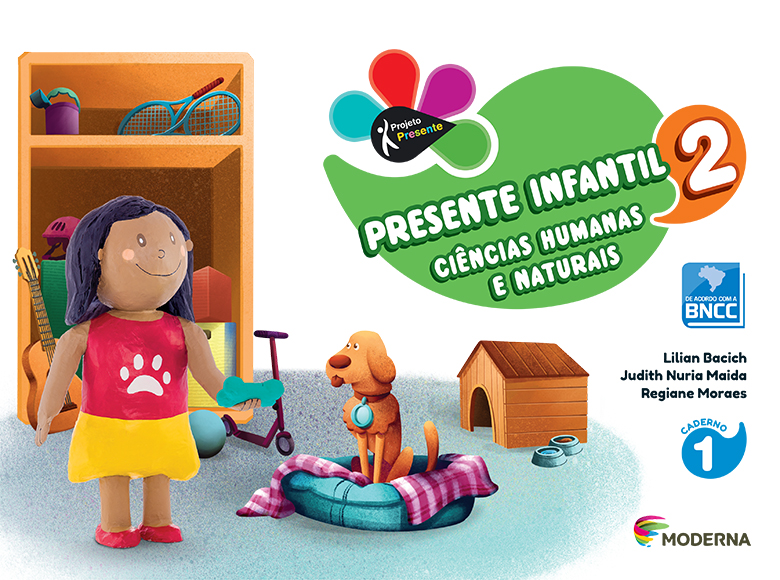 Projeto
Presente
PRESENTE INFANTIL 2
CIÊNCIAS HUMANAS
E NATURAIS
DE ACORDO COM A
BNCC
Lilian Bacich
Judith Nuria Maida
Regiane Moraes
CADERNO
1
MODERNA